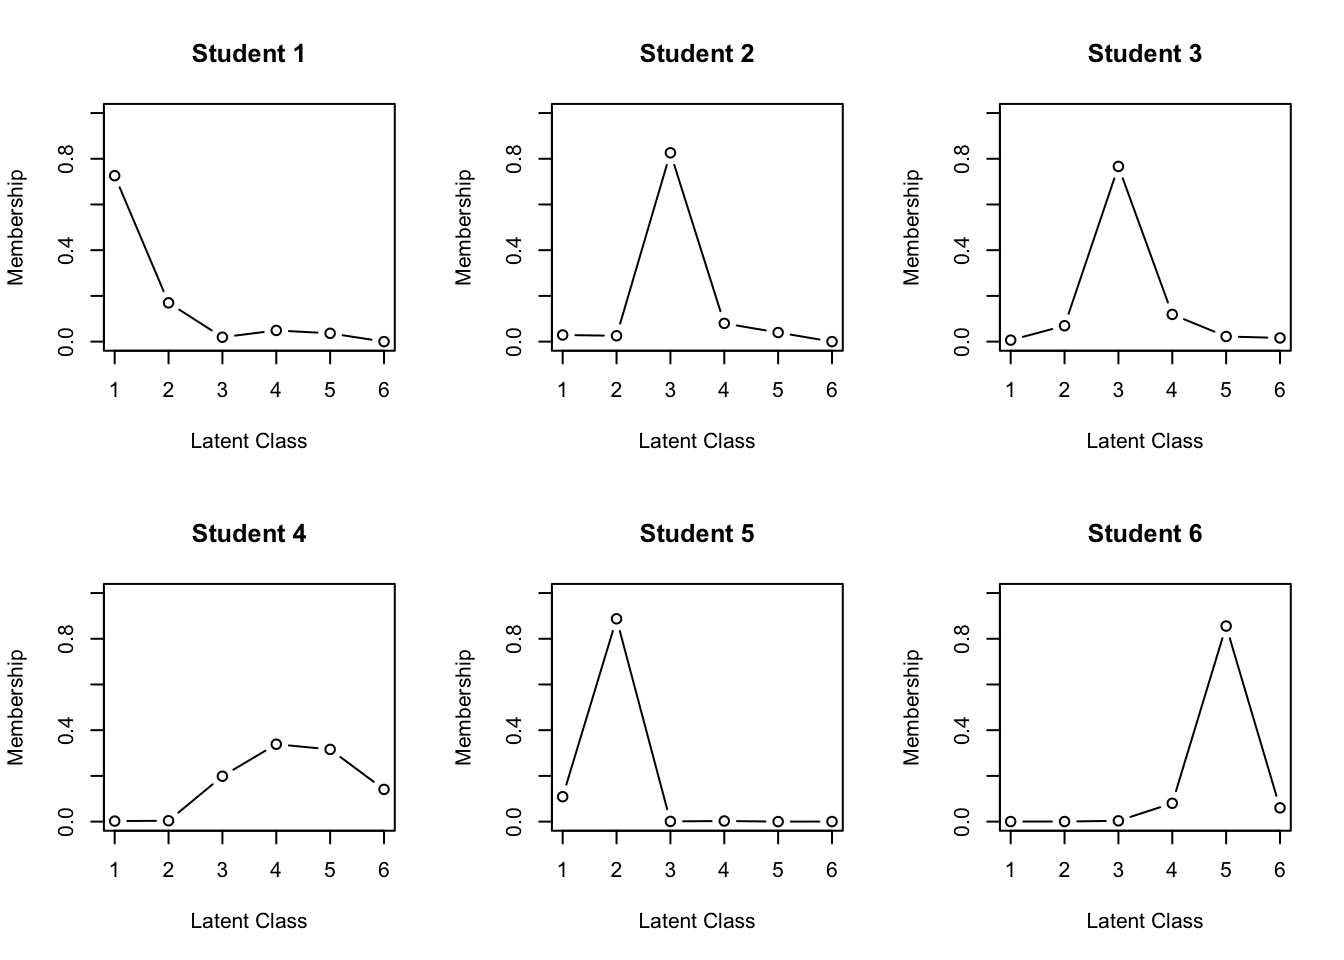 Student 1
Membership
0.0 0.4 0.8
1 2 3 4 5 6
Latent Class
Student 2
Membership
0.0 0.4 0.8
1 2 3 4 5 6
Latent Class
Student 3
Membership
0.0 0.4 0.8
1 2 3 4 5 6
Latent Class
Student 4
Membership
0.0 0.4 0.8
1 2 3 4 5 6
Latent Class
Student 5
Membership
0.0 0.4 0.8
1 2 3 4 5 6
Latent Class
Student 6
Membership
0.0 0.4 0.8
1 2 3 4 5 6
Latent Class